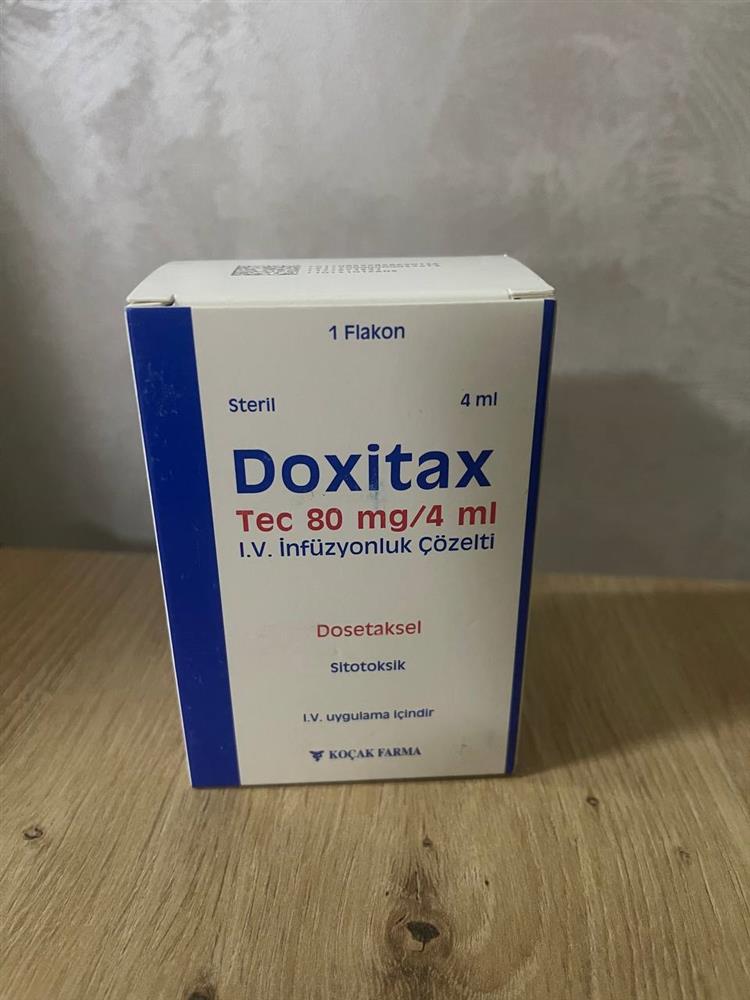 1 Flakon
Steril
4 ml
Doxitax
Tec 80 mg/4 ml
I.V. İnfüzyonluk Çözelti
Dosetaksel
Sitotoksik
I.V. uygulama içindir
KOÇAK FARMA